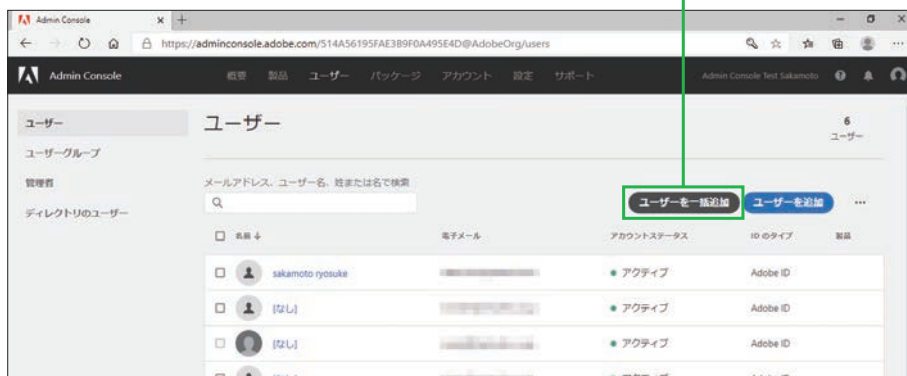 Admin Console
https://adminconsole.adobe.com/514A56195FAE3B9F0A495E4D@AdobeOrg/users
Admin Console 概要 製品 ユーザー パッケージ アカウント 設定 サポート Admin Console Test Sakamoto
ユーザー
ユーザーグループ
管理者
ディレクトリのユーザー
ユーザー
6
ユーザー
メールアドレス、ユーザー名、姓または名で検索
ユーザーを一括追加 ユーザーを追加 ...
名前 ↓ 電子メール アカウントステータス ID のタイプ 製品
sakamoto ryosuke アクティブ Adobe ID
[なし] アクティブ Adobe ID
[なし] アクティブ Adobe ID